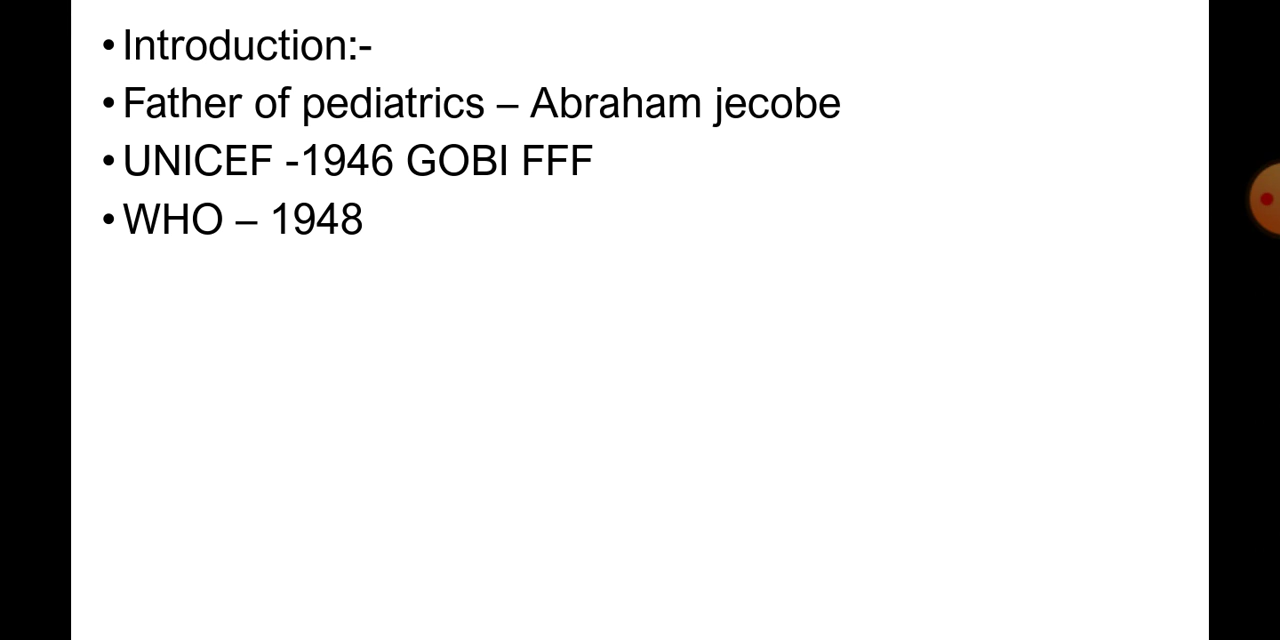 • Introduction:-
• Father of pediatrics – Abraham jecobe
• UNICEF -1946 GOBI FFF
• WHO – 1948